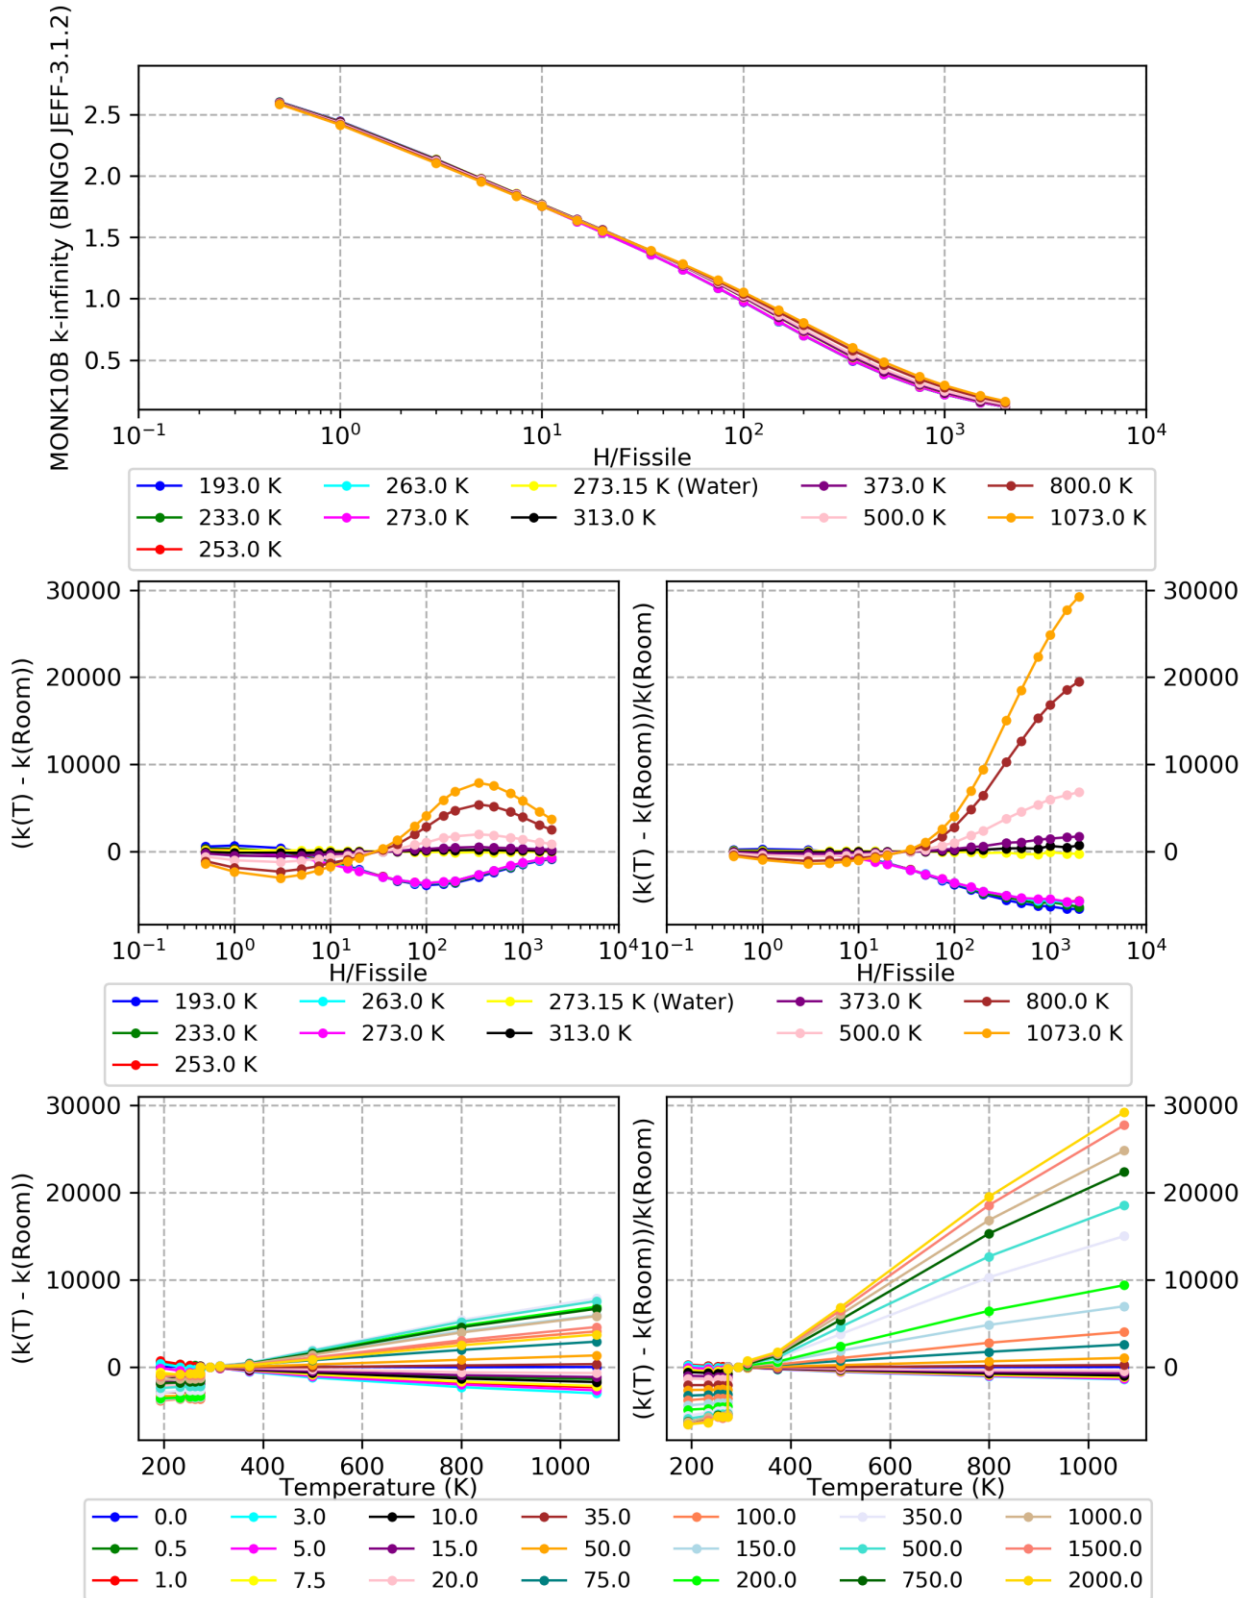 MONK10B k-infinity (BINGO JEFF-3.1.2)
2.5
2.0
1.5
1.0
0.5
10⁻¹ 10⁰ 10¹ 10² 10³ 10⁴
H/Fissile
193.0 K 263.0 K 273.15 K (Water) 373.0 K 800.0 K
233.0 K 273.0 K 313.0 K 500.0 K 1073.0 K
253.0 K
(k(T) - k(Room))
30000
20000
10000
0
10⁻¹ 10⁰ 10¹ 10² 10³ 10⁴
H/Fissile
(k(T) - k(Room))/k(Room)
30000
20000
10000
0
10⁻¹ 10⁰ 10¹ 10² 10³ 10⁴
H/Fissile
193.0 K 263.0 K 273.15 K (Water) 373.0 K 800.0 K
233.0 K 273.0 K 313.0 K 500.0 K 1073.0 K
253.0 K
(k(T) - k(Room))
30000
20000
10000
0
200 400 600 800 1000
Temperature (K)
(k(T) - k(Room))/k(Room)
30000
20000
10000
0
200 400 600 800 1000
Temperature (K)
0.0 3.0 10.0 35.0 100.0 350.0 1000.0
0.5 5.0 15.0 50.0 150.0 500.0 1500.0
1.0 7.5 20.0 75.0 200.0 750.0 2000.0